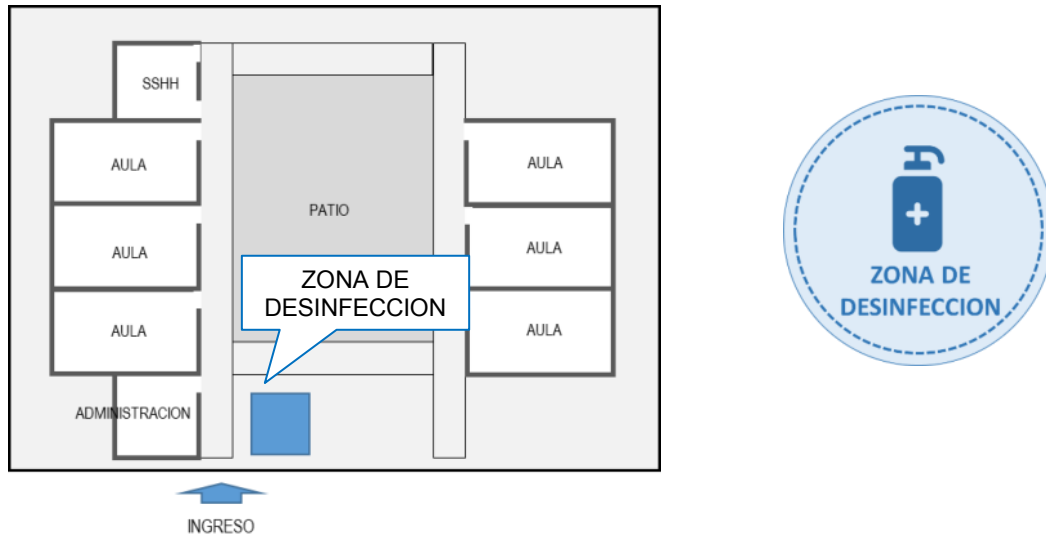 SSHH
AULA
AULA
AULA
ADMINISTRACION
PATIO
ZONA DE
DESINFECCION
AULA
AULA
AULA
INGRESO
ZONA DE
DESINFECCION